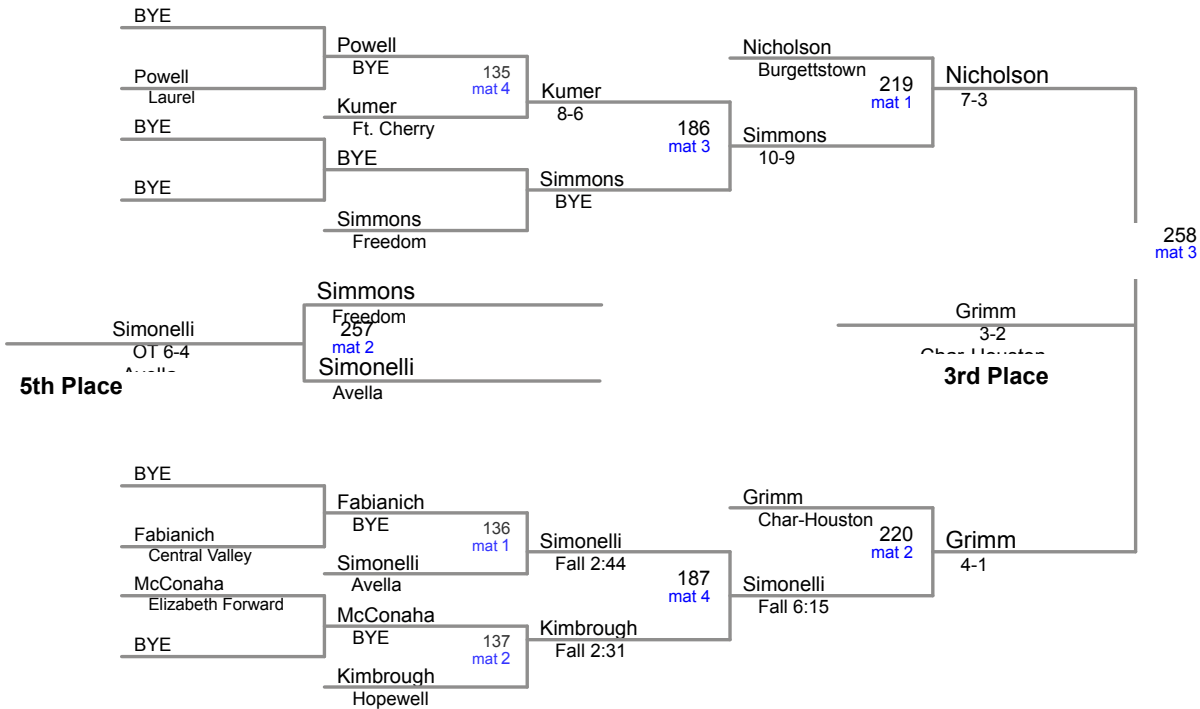 BYE
Powell
BYE
Nicholson
Burgettstown
Nicholson
7-3
135
mat 4
219
mat 1
Powell
Laurel
Kumer
8-6
Kumer
Ft. Cherry
BYE
186
mat 3
Simmons
10-9
BYE
BYE
Simmons
BYE
Simmons
Freedom
258
mat 3
Simmons
Freedom
Simonelli
OT 6-4
257
mat 2
Simonelli
Avella
5th Place
Grimm
3-2
3rd Place
BYE
Fabianich
BYE
Grimm
Char-Houston
136
mat 1
220
mat 2
Fabianich
Central Valley
Simonelli
Fall 2:44
Grimm
4-1
Simonelli
Avella
McConaha
Elizabeth Forward
187
mat 4
Simonelli
Fall 6:15
McConaha
BYE
BYE
137
mat 2
Kimbrough
Fall 2:31
Kimbrough
Hopewell